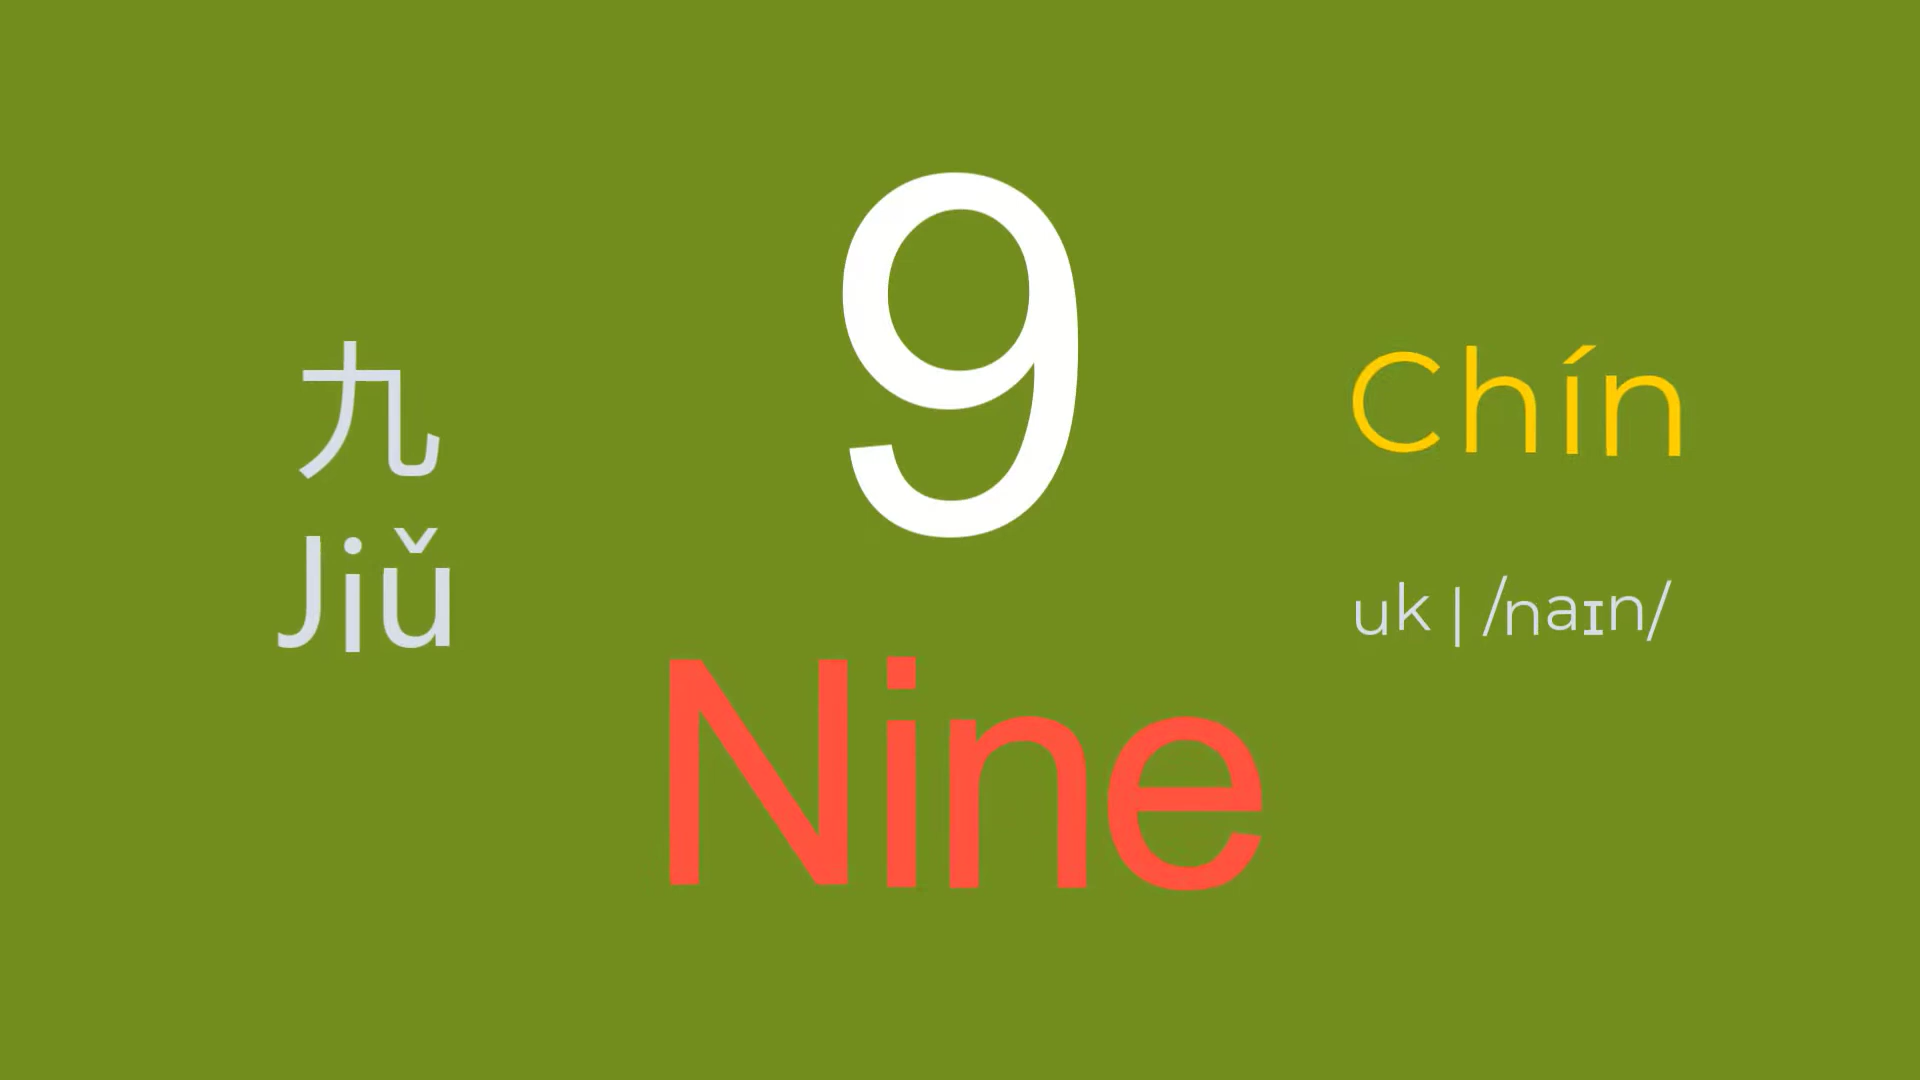 9
九
Jiǔ
Chín
uk | /naɪn/
Nine